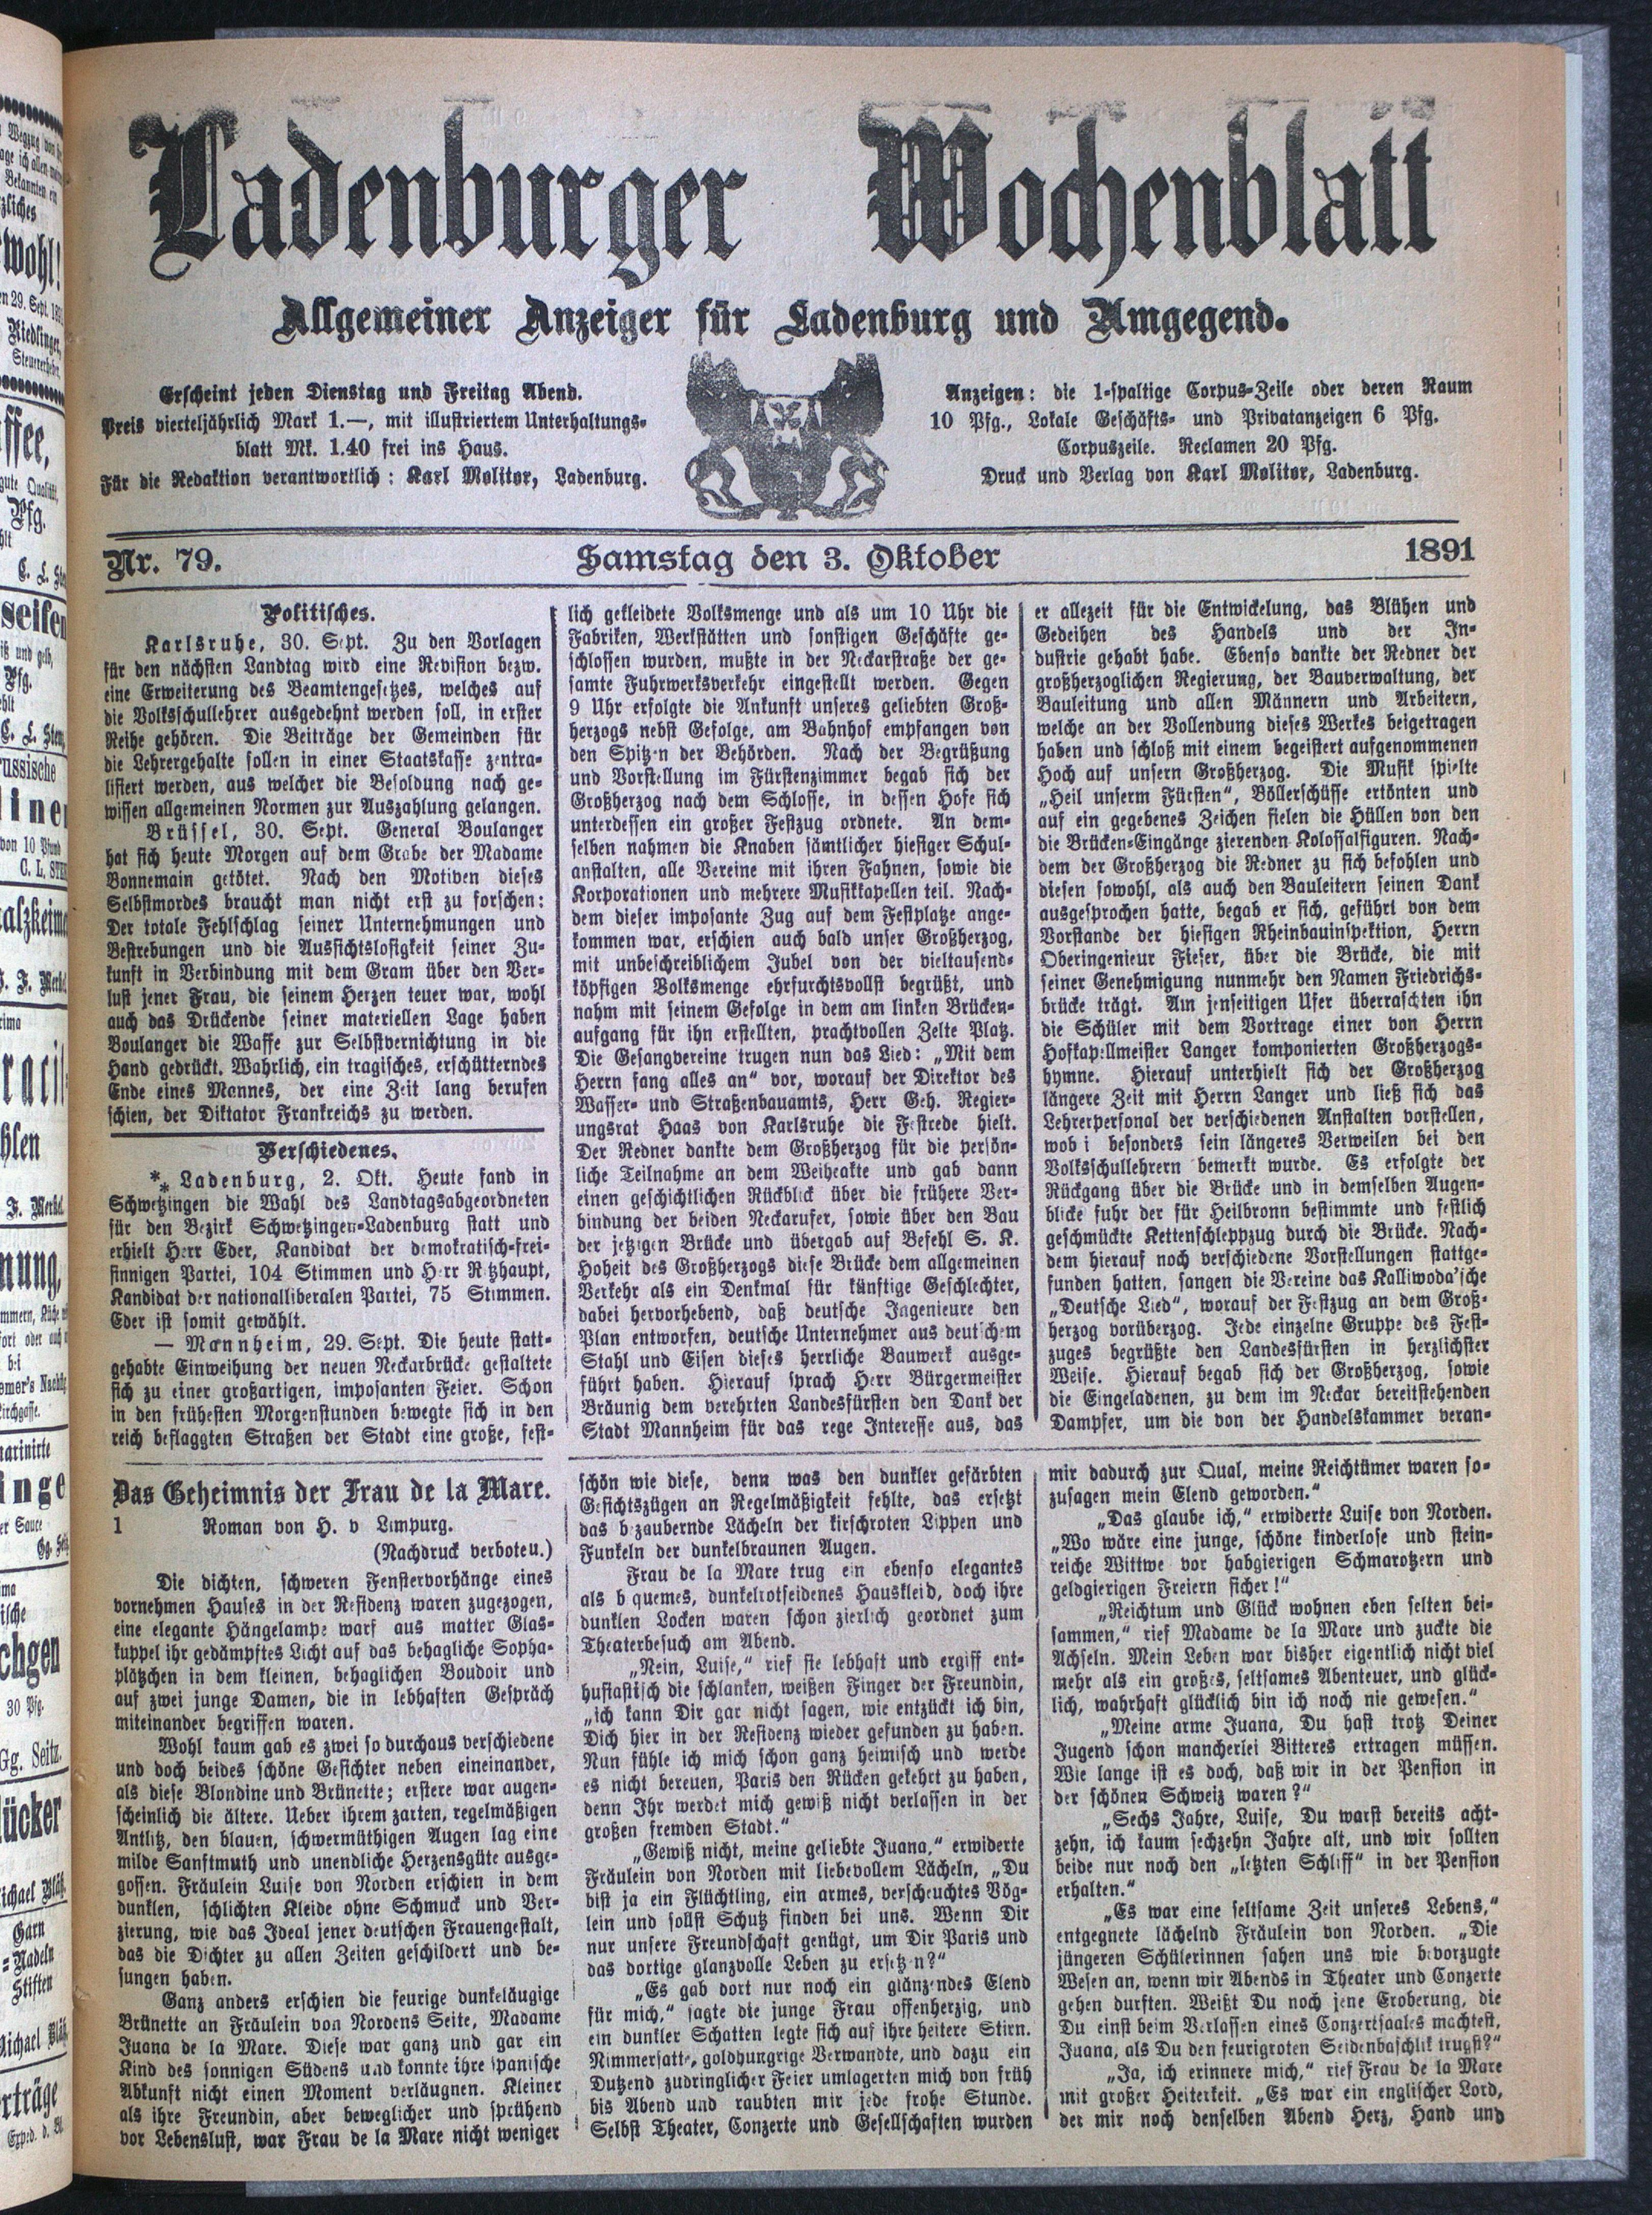 Ladenburger Wochenblatt
Allgemeiner Anzeiger für Ladenburg und Umgegend.
Erscheint jeden Dienstag und Freitag Abend.
Preis vierteljährlich Mark 1.—, mit illustriertem Unterhaltungs-
blatt Mk. 1.40 frei ins Haus.
Für die Redaktion verantwortlich: Karl Molitor, Ladenburg.
Anzeigen: die 1-spaltige Corpus-Zeile oder deren Raum
10 Pfg., Lokale Geschäfts- und Privatanzeigen 6 Pfg.
Corpuszeile. Reclamen 20 Pfg.
Druck und Verlag von Karl Molitor, Ladenburg.
Nr. 79.
Samstag den 3. Oktober
1891
Politisches.
Karlsruhe, 30. Sept. Zu den Vorlagen
für den nächsten Landtag wird eine Revision bezw.
eine Erweiterung des Beamtengesetzes, welches auf
die Volksschullehrer ausgedehnt werden soll, in erster
Reihe gehören. Die Beiträge der Gemeinden für
die Lehrergehalte sollen in einer Staatskasse zentra-
lisiert werden, aus welcher die Besoldung nach ge-
wissen allgemeinen Normen zur Auszahlung gelangen.
Brüssel, 30. Sept. General Boulanger
hat sich heute Morgen auf dem Grabe der Madame
Bonnemain getötet. Nach den Motiven dieses
Selbstmordes braucht man nicht erst zu forschen:
Der totale Fehlschlag seiner Unternehmungen und
Bestrebungen und die Aussichtslosigkeit seiner Zu-
kunft in Verbindung mit dem Gram über den Ver-
lust jener Frau, die seinem Herzen teuer war, wohl
auch das Drückende seiner materiellen Lage haben
Boulanger die Waffe zur Selbstvernichtung in die
Hand gedrückt. Wahrlich, ein tragisches, erschütterndes
Ende eines Mannes, der eine Zeit lang berufen
schien, der Diktator Frankreichs zu werden.
Verschiedenes.
*⁎ Ladenburg, 2. Okt. Heute fand in
Schwetzingen die Wahl des Landtagsabgeordneten
für den Bezirk Schwetzingen-Ladenburg statt und
erhielt Herr Eder, Kandidat der demokratisch-frei-
sinnigen Partei, 104 Stimmen und Herr Ritzhaupt,
Kandidat der nationalliberalen Partei, 75 Stimmen.
Eder ist somit gewählt.
— Mannheim, 29. Sept. Die heute statt-
gehabte Einweihung der neuen Neckarbrücke gestaltete
sich zu einer großartigen, imposanten Feier. Schon
in den frühesten Morgenstunden bewegte sich in den
reich beflaggten Straßen der Stadt eine große, fest-
lich gekleidete Volksmenge und als um 10 Uhr die
Fabriken, Werkstätten und sonstigen Geschäfte ge-
schlossen wurden, mußte in der Neckarstraße der ge-
samte Fuhrwerksverkehr eingestellt werden. Gegen
9 Uhr erfolgte die Ankunft unseres geliebten Groß-
herzogs nebst Gefolge, am Bahnhof empfangen von
den Spitzen der Behörden. Nach der Begrüßung
und Vorstellung im Fürstenzimmer begab sich der
Großherzog nach dem Schlosse, in dessen Hofe sich
unterdessen ein großer Festzug ordnete. An dem-
selben nahmen die Knaben sämtlicher hiesiger Schul-
anstalten, alle Vereine mit ihren Fahnen, sowie die
Korporationen und mehrere Musikkapellen teil. Nach-
dem dieser imposante Zug auf dem Festplatze ange-
kommen war, erschien auch bald unser Großherzog,
mit unbeschreiblichem Jubel von der vieltausend-
köpfigen Volksmenge ehrfurchtsvollst begrüßt, und
nahm mit seinem Gefolge in dem am linken Brücken-
aufgang für ihn erstellten, prachtvollen Zelte Platz.
Die Gesangvereine trugen nun das Lied: „Mit dem
Herrn fang alles an“ vor, worauf der Direktor des
Wasser- und Straßenbauamts, Herr Geh. Regier-
ungsrat Haas von Karlsruhe die Festrede hielt.
Der Redner dankte dem Großherzog für die persön-
liche Teilnahme an dem Weiheakte und gab dann
einen geschichtlichen Rückblick über die frühere Ver-
bindung der beiden Neckarufer, sowie über den Bau
der jetzigen Brücke und übergab auf Befehl S. K.
Hoheit des Großherzogs diese Brücke dem allgemeinen
Verkehr als ein Denkmal für künftige Geschlechter,
dabei hervorhebend, daß deutsche Ingenieure den
Plan entworfen, deutsche Unternehmer aus deutschem
Stahl und Eisen dieses herrliche Bauwerk ausge-
führt haben. Hierauf sprach Herr Bürgermeister
Bräunig dem verehrten Landesfürsten den Dank der
Stadt Mannheim für das rege Interesse aus, das
er allezeit für die Entwickelung, das Blühen und
Gedeihen des Handels und der In-
dustrie gehabt habe. Ebenso dankte der Redner der
großherzoglichen Regierung, der Bauverwaltung, der
Bauleitung und allen Männern und Arbeitern,
welche an der Vollendung dieses Werkes beigetragen
haben und schloß mit einem begeistert aufgenommenen
Hoch auf unsern Großherzog. Die Musik spielte
„Heil unserm Fürsten“, Böllerschüsse ertönten und
auf ein gegebenes Zeichen fielen die Hüllen von den
die Brücken-Eingänge zierenden Kolossalfiguren. Nach-
dem der Großherzog die Redner zu sich befohlen und
diesen sowohl, als auch den Bauleitern seinen Dank
ausgesprochen hatte, begab er sich, geführt von dem
Vorstande der hiesigen Rheinbauinspektion, Herrn
Oberingenieur Fieser, über die Brücke, die mit
seiner Genehmigung nunmehr den Namen Friedrichs-
brücke trägt. Am jenseitigen Ufer überraschten ihn
die Schüler mit dem Vortrage einer von Herrn
Hofkapellmeister Langer komponierten Großherzogs-
hymne. Hierauf unterhielt sich der Großherzog
längere Zeit mit Herrn Langer und ließ sich das
Lehrerpersonal der verschiedenen Anstalten vorstellen,
wobei besonders sein längeres Verweilen bei den
Volksschullehrern bemerkt wurde. Es erfolgte der
Rückgang über die Brücke und in demselben Augen-
blicke fuhr der für Heilbronn bestimmte und festlich
geschmückte Kettenschleppzug durch die Brücke. Nach-
dem hierauf noch verschiedene Vorstellungen stattge-
funden hatten, sangen die Vereine das Kalliwoda'sche
„Deutsche Lied“, worauf der Festzug an dem Groß-
herzog vorüberzog. Jede einzelne Gruppe des Fest-
zuges begrüßte den Landesfürsten in herzlichster
Weise. Hierauf begab sich der Großherzog, sowie
die Eingeladenen, zu dem im Neckar bereitstehenden
Dampfer, um die von der Handelskammer veran-
Das Geheimnis der Frau de la Mare.
1 Roman von H. v Limpurg.
(Nachdruck verboten.)
Die dichten, schweren Fenstervorhänge eines
vornehmen Hauses in der Residenz waren zugezogen,
eine elegante Hängelampe warf aus matter Glas-
kuppel ihr gedämpftes Licht auf das behagliche Sopha-
plätzchen in dem kleinen, behaglichen Boudoir und
auf zwei junge Damen, die in lebhaften Gespräch
miteinander begriffen waren.
Wohl kaum gab es zwei so durchaus verschiedene
und doch beides schöne Gesichter neben eineinander,
als diese Blondine und Brünette; erstere war augen-
scheinlich die ältere. Ueber ihrem zarten, regelmäßigen
Antlitz, den blauen, schwermüthigen Augen lag eine
milde Sanftmuth und unendliche Herzensgüte ausge-
gossen. Fräulein Luise von Norden erschien in dem
dunklen, schlichten Kleide ohne Schmuck und Ver-
zierung, wie das Ideal jener deutschen Frauengestalt,
das die Dichter zu allen Zeiten geschildert und be-
sungen haben.
Ganz anders erschien die feurige dunkeläugige
Brünette an Fräulein von Nordens Seite, Madame
Juana de la Mare. Diese war ganz und gar ein
Kind des sonnigen Südens und konnte ihre spanische
Abkunft nicht einen Moment verläugnen. Kleiner
als ihre Freundin, aber beweglicher und sprühend
vor Lebenslust, war Frau de la Mare nicht weniger
schön wie diese, denn was den dunkler gefärbten
Gesichtszügen an Regelmäßigkeit fehlte, das ersetzt
das bezaubernde Lächeln der kirschroten Lippen und
Funkeln der dunkelbraunen Augen.
Frau de la Mare trug ein ebenso elegantes
als bequemes, dunkelrotseidenes Hauskleid, doch ihre
dunklen Locken waren schon zierlich geordnet zum
Theaterbesuch am Abend.
„Nein, Luise,“ rief sie lebhaft und ergiff ent-
husiastisch die schlanken, weißen Finger der Freundin,
„ich kann Dir gar nicht sagen, wie entzückt ich bin,
Dich hier in der Residenz wieder gefunden zu haben.
Nun fühle ich mich schon ganz heimisch und werde
es nicht bereuen, Paris den Rücken gekehrt zu haben,
denn Ihr werdet mich gewiß nicht verlassen in der
großen fremden Stadt.“
„Gewiß nicht, meine geliebte Juana,“ erwiderte
Fräulein von Norden mit liebevollem Lächeln, „Du
bist ja ein Flüchtling, ein armes, verscheuchtes Vög-
lein und sollst Schutz finden bei uns. Wenn Dir
nur unsere Freundschaft genügt, um Dir Paris und
das dortige glanzvolle Leben zu ersetzen?“
„Es gab dort nur noch ein glänzendes Elend
für mich,“ sagte die junge Frau offenherzig, und
ein dunkler Schatten legte sich auf ihre heitere Stirn.
Nimmersatte, goldhungrige Verwandte, und dazu ein
Dutzend zudringlicher Feier umlagerten mich von früh
bis Abend und raubten mir jede frohe Stunde.
Selbst Theater, Conzerte und Gesellschaften wurden
mir dadurch zur Qual, meine Reichtümer waren so-
zusagen mein Elend geworden.“
„Das glaube ich,“ erwiderte Luise von Norden.
„Wo wäre eine junge, schöne kinderlose und stein-
reiche Wittwe vor habgierigen Schmarotzern und
geldgierigen Freiern sicher!“
„Reichtum und Glück wohnen eben selten bei-
sammen,“ rief Madame de la Mare und zuckte die
Achseln. Mein Leben war bisher eigentlich nicht viel
mehr als ein großes, seltsames Abenteuer, und glück-
lich, wahrhaft glücklich bin ich noch nie gewesen.“
„Meine arme Juana, Du hast trotz Deiner
Jugend schon mancherlei Bitteres ertragen müssen.
Wie lange ist es doch, daß wir in der Pension in
der schönen Schweiz waren?“
„Sechs Jahre, Luise, Du warst bereits acht-
zehn, ich kaum sechzehn Jahre alt, und wir sollten
beide nur noch den „letzten Schliff“ in der Pension
erhalten.“
„Es war eine seltsame Zeit unseres Lebens,“
entgegnete lächelnd Fräulein von Norden. „Die
jüngeren Schülerinnen sahen uns wie bevorzugte
Wesen an, wenn wir Abends in Theater und Conzerte
gehen durften. Weißt Du noch jene Eroberung, die
Du einst beim Verlassen eines Conzertsaales machtest,
Juana, als Du den feurigroten Seidenbaschlik trugst?“
„Ja, ich erinnere mich,“ rief Frau de la Mare
mit großer Heiterkeit. „Es war ein englischer Lord,
der mir noch denselben Abend Herz, Hand und